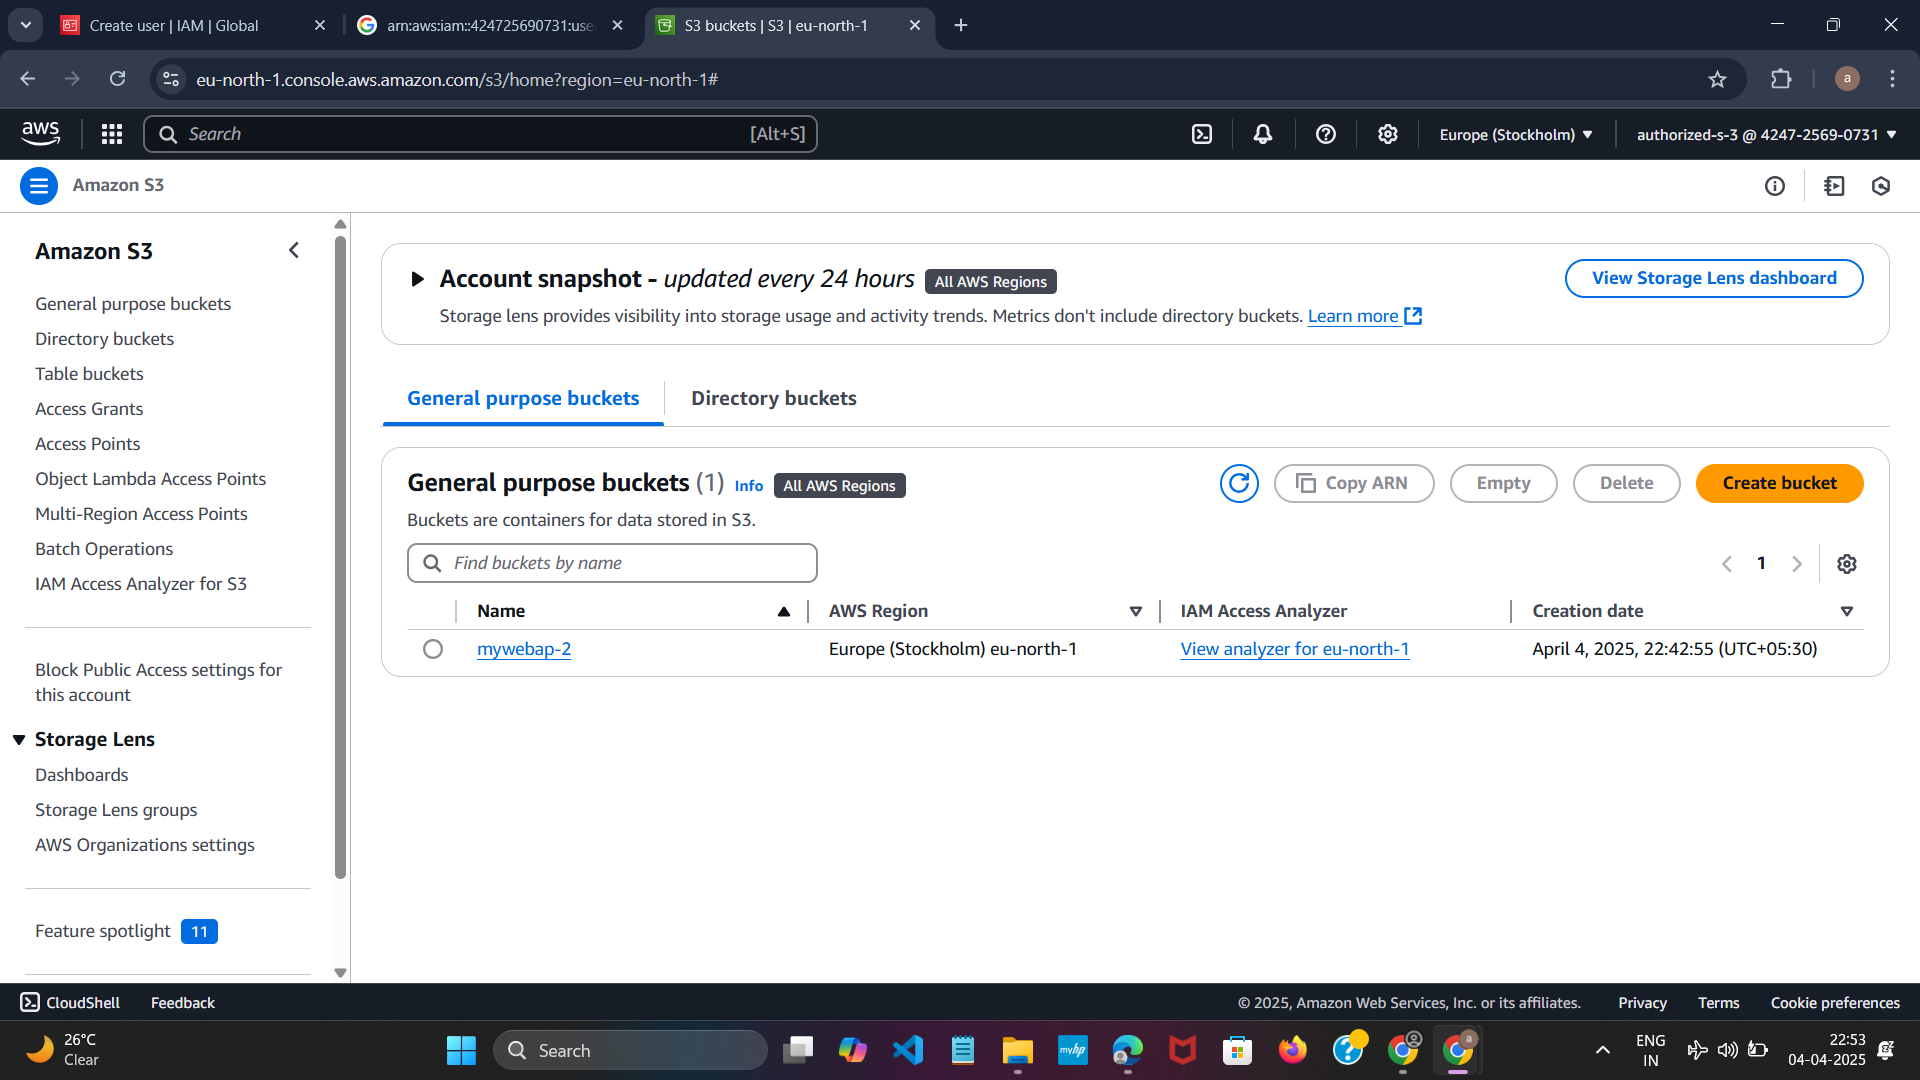 Create user | IAM | Global
arn:aws:iam::424725690731:use
S3 buckets | S3 | eu-north-1
eu-north-1.console.aws.amazon.com/s3/home?region=eu-north-1#
a
aws
Search
[Alt+S]
Europe (Stockholm)
authorized-s-3 @ 4247-2569-0731
Amazon S3
Amazon S3
General purpose buckets
Directory buckets
Table buckets
Access Grants
Access Points
Object Lambda Access Points
Multi-Region Access Points
Batch Operations
IAM Access Analyzer for S3
Block Public Access settings for
this account
Storage Lens
Dashboards
Storage Lens groups
AWS Organizations settings
Feature spotlight 11
Account snapshot - updated every 24 hours All AWS Regions
View Storage Lens dashboard
Storage lens provides visibility into storage usage and activity trends. Metrics don't include directory buckets. Learn more
General purpose buckets
Directory buckets
General purpose buckets (1) Info All AWS Regions
Copy ARN
Empty
Delete
Create bucket
Buckets are containers for data stored in S3.
Find buckets by name
1
Name
AWS Region
IAM Access Analyzer
Creation date
mywebap-2
Europe (Stockholm) eu-north-1
View analyzer for eu-north-1
April 4, 2025, 22:42:55 (UTC+05:30)
CloudShell
Feedback
© 2025, Amazon Web Services, Inc. or its affiliates.
Privacy
Terms
Cookie preferences
26°C
Clear
Search
myhp
a
ENG
IN
22:53
04-04-2025